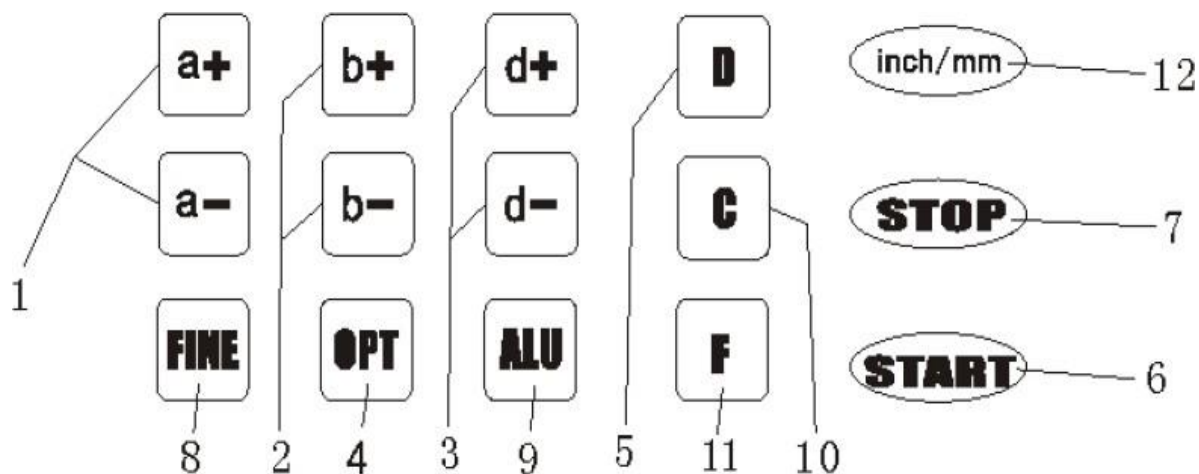 a+ b+ d+ D inch/mm 12
a- b- d- C STOP 7
1
FINE OPT ALU F START 6
8 2 4 3 9 5 11 10